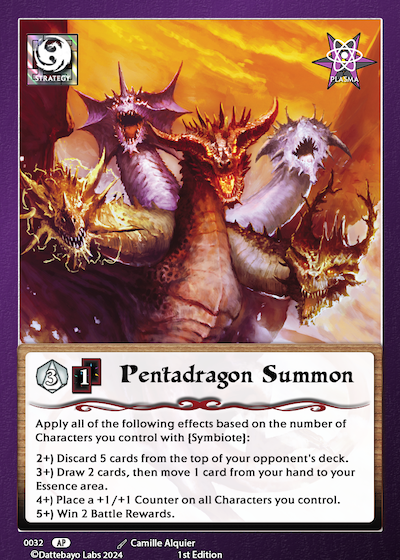 STRATEGY
PLASMA
3 1 Pentadragon Summon
Apply all of the following effects based on the number of
Characters you control with [Symbiote]:
2+) Discard 5 cards from the top of your opponent's deck.
3+) Draw 2 cards, then move 1 card from your hand to your
Essence area.
4+) Place a +1/+1 Counter on all Characters you control.
5+) Win 2 Battle Rewards.
0032 AP Camille Alquier
©Dattebayo Labs 2024 1st Edition